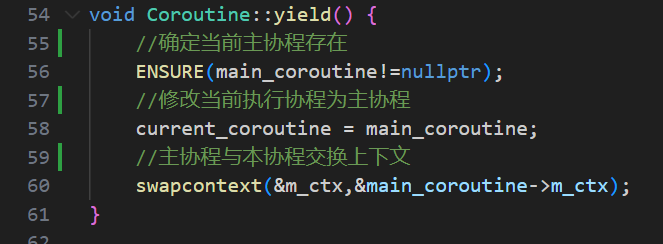 54 void Coroutine::yield() {
55 //确定当前主协程存在
56 ENSURE(main_coroutine!=nullptr);
57 //修改当前执行协程为主协程
58 current_coroutine = main_coroutine;
59 //主协程与本协程交换上下文
60 swapcontext(&m_ctx,&main_coroutine->m_ctx);
61 }
62